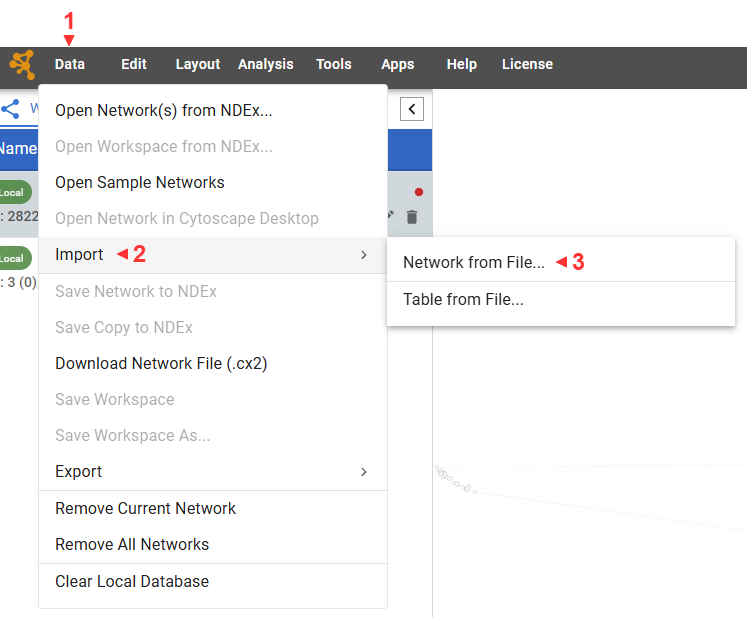 1
Data Edit Layout Analysis Tools Apps Help License
W
Name
Open Network(s) from NDEx...
Open Workspace from NDEx...
Open Sample Networks
Local
: 2822
Open Network in Cytoscape Desktop
Import 2
Network from File... 3
Local
: 3 (0)
Save Network to NDEx
Table from File...
Save Copy to NDEx
Download Network File (.cx2)
Save Workspace
Save Workspace As...
Export
Remove Current Network
Remove All Networks
Clear Local Database